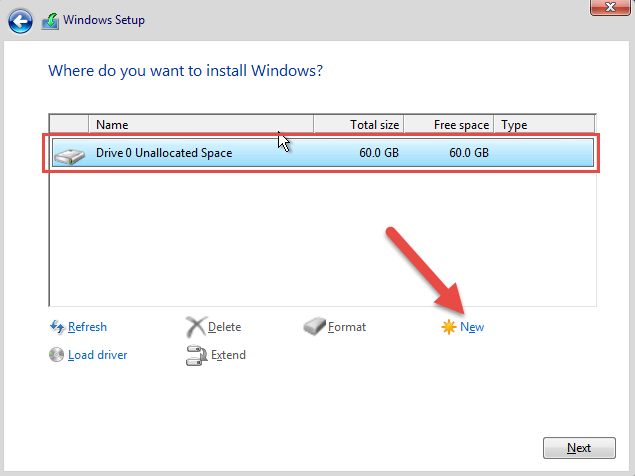 Windows Setup
Where do you want to install Windows?
Name Total size Free space Type
Drive 0 Unallocated Space 60.0 GB 60.0 GB
Refresh Delete Format New
Load driver Extend
Next